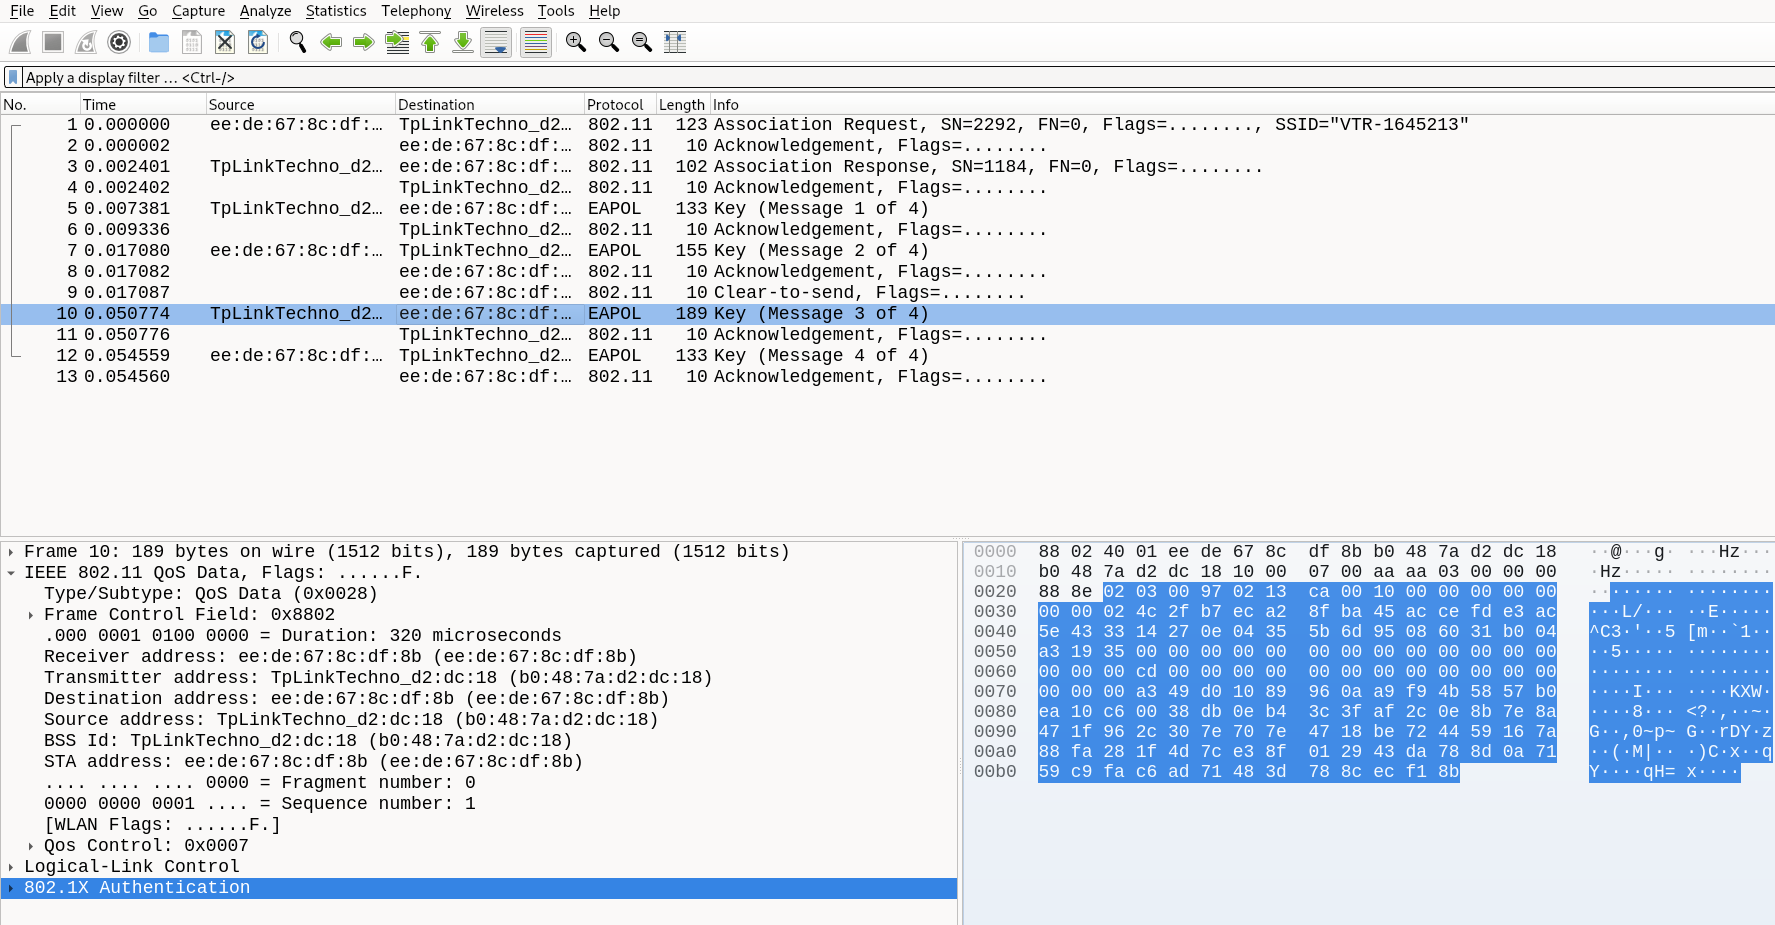 File Edit View Go Capture Analyze Statistics Telephony Wireless Tools Help
Apply a display filter … <Ctrl-/>
No. Time Source Destination Protocol Length Info
1 0.000000 ee:de:67:8c:df:… TpLinkTechno_d2… 802.11 123 Association Request, SN=2292, FN=0, Flags=........, SSID="VTR-1645213"
2 0.000002 ee:de:67:8c:df:… 802.11 10 Acknowledgement, Flags=........
3 0.002401 TpLinkTechno_d2… ee:de:67:8c:df:… 802.11 102 Association Response, SN=1184, FN=0, Flags=........
4 0.002402 TpLinkTechno_d2… 802.11 10 Acknowledgement, Flags=........
5 0.007381 TpLinkTechno_d2… ee:de:67:8c:df:… EAPOL 133 Key (Message 1 of 4)
6 0.009336 TpLinkTechno_d2… 802.11 10 Acknowledgement, Flags=........
7 0.017080 ee:de:67:8c:df:… TpLinkTechno_d2… EAPOL 155 Key (Message 2 of 4)
8 0.017082 ee:de:67:8c:df:… 802.11 10 Acknowledgement, Flags=........
9 0.017087 ee:de:67:8c:df:… 802.11 10 Clear-to-send, Flags=........
10 0.050774 TpLinkTechno_d2… ee:de:67:8c:df:… EAPOL 189 Key (Message 3 of 4)
11 0.050776 TpLinkTechno_d2… 802.11 10 Acknowledgement, Flags=........
12 0.054559 ee:de:67:8c:df:… TpLinkTechno_d2… EAPOL 133 Key (Message 4 of 4)
13 0.054560 ee:de:67:8c:df:… 802.11 10 Acknowledgement, Flags=........
Frame 10: 189 bytes on wire (1512 bits), 189 bytes captured (1512 bits)
IEEE 802.11 QoS Data, Flags: ......F.
Type/Subtype: QoS Data (0x0028)
Frame Control Field: 0x8802
.000 0001 0100 0000 = Duration: 320 microseconds
Receiver address: ee:de:67:8c:df:8b (ee:de:67:8c:df:8b)
Transmitter address: TpLinkTechno_d2:dc:18 (b0:48:7a:d2:dc:18)
Destination address: ee:de:67:8c:df:8b (ee:de:67:8c:df:8b)
Source address: TpLinkTechno_d2:dc:18 (b0:48:7a:d2:dc:18)
BSS Id: TpLinkTechno_d2:dc:18 (b0:48:7a:d2:dc:18)
STA address: ee:de:67:8c:df:8b (ee:de:67:8c:df:8b)
.... .... .... 0000 = Fragment number: 0
0000 0000 0001 .... = Sequence number: 1
[WLAN Flags: ......F.]
Qos Control: 0x0007
Logical-Link Control
802.1X Authentication
0000 88 02 40 01 ee de 67 8c df 8b b0 48 7a d2 dc 18 ··@···g· ···Hz···
0010 b0 48 7a d2 dc 18 10 00 07 00 aa aa 03 00 00 00 ·Hz····· ········
0020 88 8e 02 03 00 97 02 13 ca 00 10 00 00 00 00 00 ········ ········
0030 00 00 02 4c 2f b7 ec a2 8f ba 45 ac ce fd e3 ac ···L/··· ··E·····
0040 5e 43 33 14 27 0e 04 35 5b 6d 95 08 60 31 b0 04 ^C3·'··5 [m··`1··
0050 a3 19 35 00 00 00 00 00 00 00 00 00 00 00 00 00 ··5····· ········
0060 00 00 00 cd 00 00 00 00 00 00 00 00 00 00 00 00 ········ ········
0070 00 00 00 a3 49 d0 10 89 96 0a a9 f9 4b 58 57 b0 ····I··· ····KXW·
0080 ea 10 c6 00 38 db 0e b4 3c 3f af 2c 0e 8b 7e 8a ····8··· <?·,··~·
0090 47 1f 96 2c 30 7e 70 7e 47 18 be 72 44 59 16 7a G··,0~p~ G··rDY·z
00a0 88 fa 28 1f 4d 7c e3 8f 01 29 43 da 78 8d 0a 71 ··(·M|·· ·)C·x··q
00b0 59 c9 fa c6 ad 71 48 3d 78 8c ec f1 8b Y····qH= x····